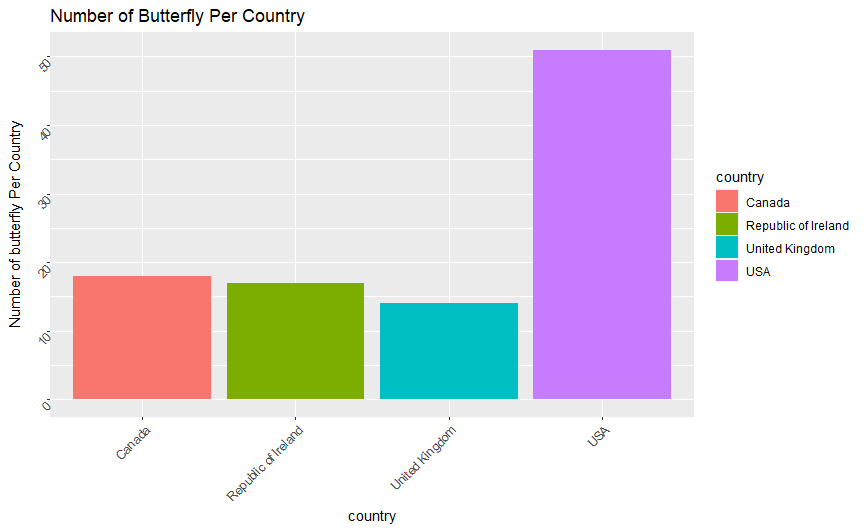 Number of Butterfly Per Country
Number of butterfly Per Country
50
40
30
20
10
0
Canada
Republic of Ireland
United Kingdom
USA
country
country
Canada
Republic of Ireland
United Kingdom
USA